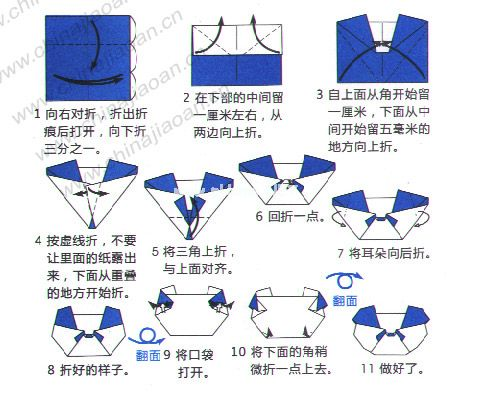 www.chinajiaoan.cn
www.chinajiaoan.cn
1 向右对折，折出折
痕后打开，向下折
三分之一。
2 在下部的中间留
一厘米左右，从
两边向上折。
3 自上面从角开始留
一厘米，下面从中
间开始留五毫米的
地方向上折。
4 按虚线折，不要
让里面的纸露出
来，下面从重叠
的地方开始折。
5 将三角上折，
与上面对齐。
6 回折一点。
7 将耳朵向后折。
8 折好的样子。
翻面
9 将口袋
打开。
10 将下面的角稍
微折一点上去。
翻面
11 做好了。